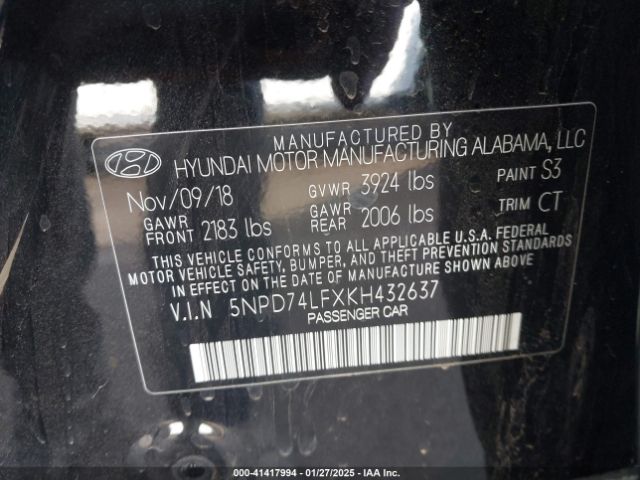 MANUFACTURED BY
HYUNDAI MOTOR MANUFACTURING ALABAMA, LLC
Nov/09/18 GVWR 3924 lbs PAINT S3
GAWR FRONT 2183 lbs GAWR REAR 2006 lbs TRIM CT
THIS VEHICLE CONFORMS TO ALL APPLICABLE U.S.A. FEDERAL
MOTOR VEHICLE SAFETY, BUMPER, AND THEFT PREVENTION STANDARDS
IN EFFECT ON THE DATE OF MANUFACTURE SHOWN ABOVE.
V.I.N 5NPD74LFXKH432637
PASSENGER CAR
000-41417994 | 01/27/2025 | IAA Inc.